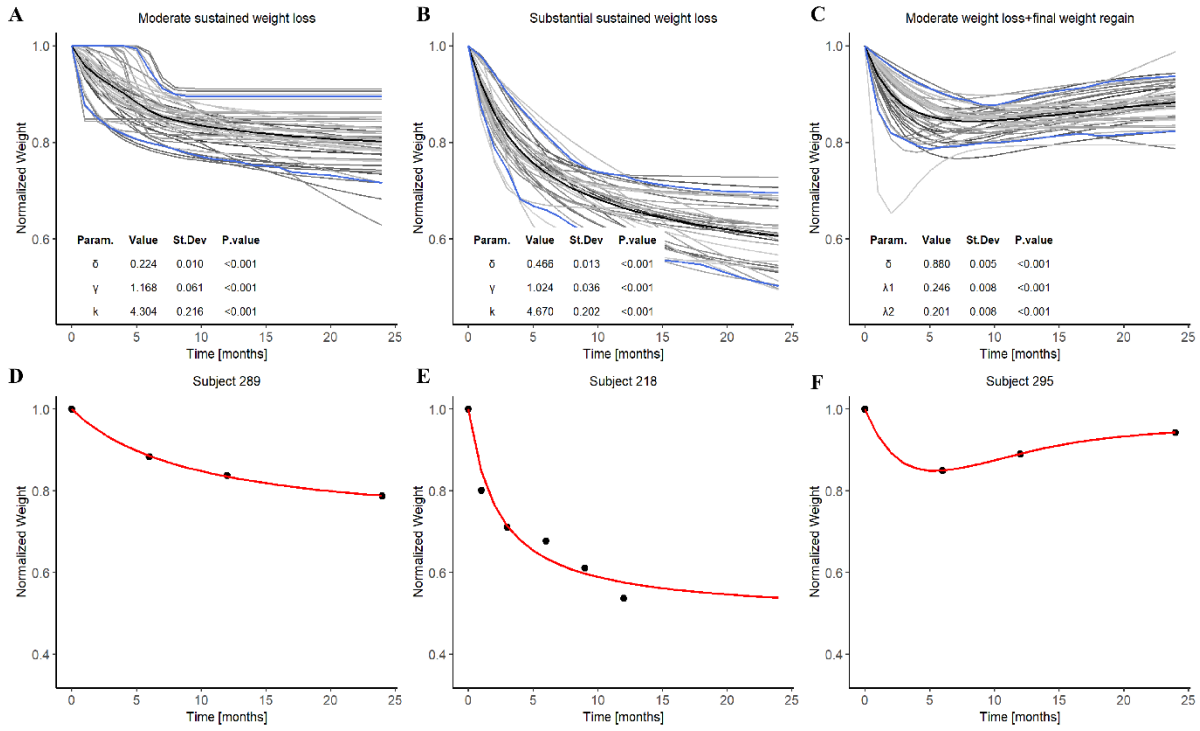 A
Moderate sustained weight loss
Normalized Weight
1.0
0.8
0.6
Param. Value St.Dev P.value
δ 0.224 0.010 <0.001
γ 1.168 0.061 <0.001
k 4.304 0.216 <0.001
0 5 10 15 20 25
Time [months]
B
Substantial sustained weight loss
Normalized Weight
1.0
0.8
0.6
Param. Value St.Dev P.value
δ 0.466 0.013 <0.001
γ 1.024 0.036 <0.001
k 4.670 0.202 <0.001
0 5 10 15 20 25
Time [months]
C
Moderate weight loss+final weight regain
Normalized Weight
1.0
0.8
0.6
Param. Value St.Dev P.value
δ 0.880 0.005 <0.001
λ1 0.246 0.008 <0.001
λ2 0.201 0.008 <0.001
0 5 10 15 20 25
Time [months]
D
Subject 289
Normalized Weight
1.0
0.8
0.6
0.4
0 5 10 15 20 25
Time [months]
E
Subject 218
Normalized Weight
1.0
0.8
0.6
0.4
0 5 10 15 20 25
Time [months]
F
Subject 295
Normalized Weight
1.0
0.8
0.6
0.4
0 5 10 15 20 25
Time [months]